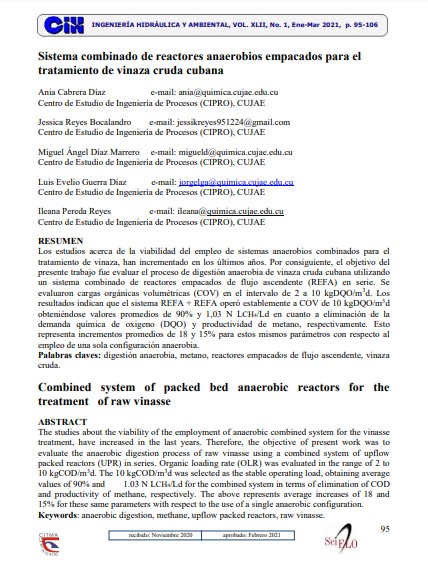 CiH
INGENIERÍA HIDRÁULICA Y AMBIENTAL, VOL. XLII, No. 1, Ene-Mar 2021, p. 95-106
Sistema combinado de reactores anaerobios empacados para el
tratamiento de vinaza cruda cubana
Ania Cabrera Díaz e-mail: ania@quimica.cujae.edu.cu
Centro de Estudio de Ingeniería de Procesos (CIPRO), CUJAE
Jessica Reyes Bocalandro e-mail: jessikreyes951224@gmail.com
Centro de Estudio de Ingeniería de Procesos (CIPRO), CUJAE
Miguel Ángel Díaz Marrero e-mail: migueld@quimica.cujae.edu.cu
Centro de Estudios de Ingeniería de Procesos (CIPRO), CUJAE
Luis Evelio Guerra Díaz e-mail: jorgelga@quimica.cujae.edu.cu
Centro de Estudios de Ingeniería de Procesos (CIPRO), CUJAE
Ileana Pereda Reyes e-mail: ileana@quimica.cujae.edu.cu
Centro de Estudio de Ingeniería de Procesos (CIPRO), CUJAE
RESUMEN
Los estudios acerca de la viabilidad del empleo de sistemas anaerobios combinados para el
tratamiento de vinaza, han incrementado en los últimos años. Por consiguiente, el objetivo del
presente trabajo fue evaluar el proceso de digestión anaerobia de vinaza cruda cubana utilizando
un sistema combinado de reactores empacados de flujo ascendente (REFA) en serie. Se
evaluaron cargas orgánicas volumétricas (COV) en el intervalo de 2 a 10 kgDQO/m³d. Los
resultados indican que el sistema REFA + REFA operó establemente a COV de 10 kgDQO/m³d
obteniéndose valores promedios de 90% y 1,03 N LCH₄/Ld en cuanto a eliminación de la
demanda química de oxígeno (DQO) y productividad de metano, respectivamente. Esto
representa incrementos promedios de 18 y 15% para estos mismos parámetros con respecto al
empleo de una sola configuración anaerobia.
Palabras claves: digestión anaerobia, metano, reactores empacados de flujo ascendente, vinaza
cruda.
Combined system of packed bed anaerobic reactors for the
treatment of raw vinasse
ABSTRACT
The studies about the viability of the employment of anaerobic combined system for the vinasse
treatment, have increased in the last years. Therefore, the objective of present work was to
evaluate the anaerobic digestion process of raw vinasse using a combined system of upflow
packed reactors (UPR) in series. Organic loading rate (OLR) was evaluated in the range of 2 to
10 kgCOD/m³d. The 10 kgCOD/m³d was selected as the stable operating load, obtaining average
values of 90% and 1.03 N LCH₄/Ld for the combined system in terms of elimination of COD
and productivity of methane, respectively. The above represents average increases of 18 and
15% for these same parameters with respect to the use of a single anaerobic configuration.
Keywords: anaerobic digestion, methane, upflow packed reactors, raw vinasse.
95
CITMA
recibido: Noviembre 2020 aprobado: Febrero 2021
SciELO